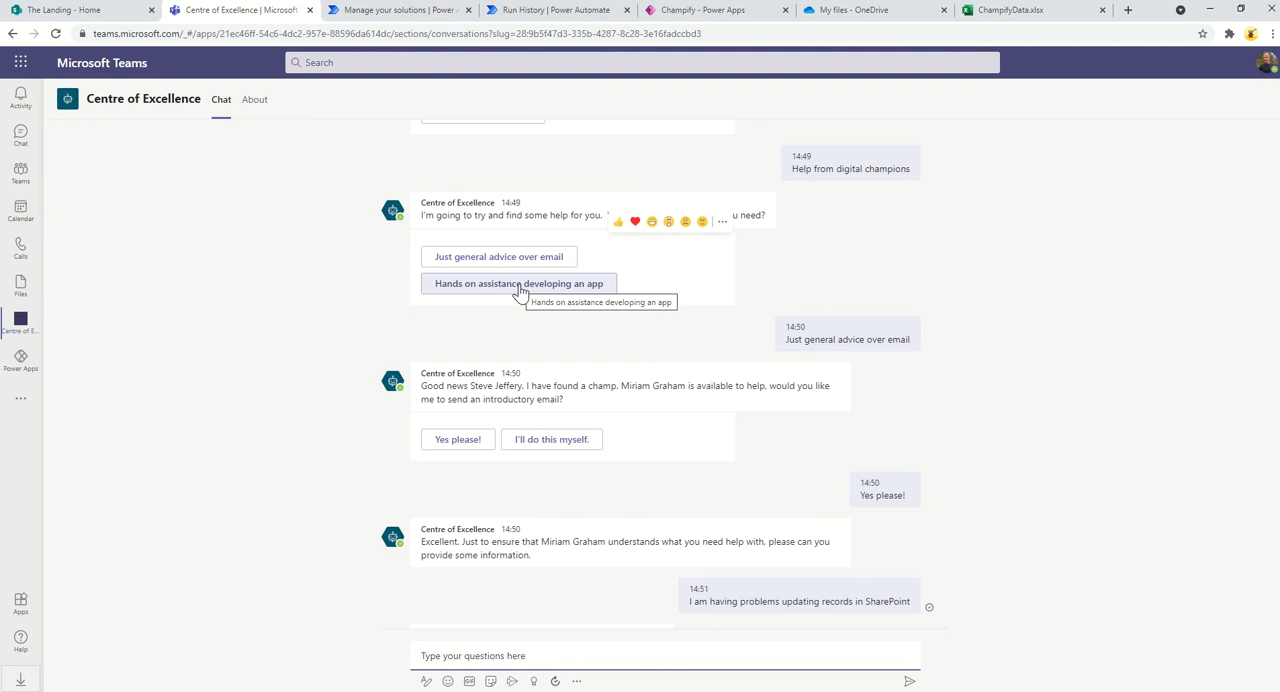 The Landing - Home
Centre of Excellence | Microsoft
Manage your solutions | Power A
Run History | Power Automate
Champify - Power Apps
My files - OneDrive
ChampifyData.xlsx
teams.microsoft.com/_#/apps/21ec46ff-54c6-4dc2-957e-88596da614dc/sections/conversations?slug=28:9b5f47d3-335b-4287-8c28-3e16fadccbd3
Microsoft Teams
Search
Activity
Chat
Teams
Calendar
Calls
Files
Centre of E...
Power Apps
Apps
Help
Centre of Excellence
Chat
About
14:49
Help from digital champions
Centre of Excellence 14:49
I'm going to try and find some help for you. u need?
Just general advice over email
Hands on assistance developing an app
Hands on assistance developing an app
14:50
Just general advice over email
Centre of Excellence 14:50
Good news Steve Jeffery. I have found a champ. Miriam Graham is available to help, would you like
me to send an introductory email?
Yes please!
I'll do this myself.
14:50
Yes please!
Centre of Excellence 14:50
Excellent. Just to ensure that Miriam Graham understands what you need help with, please can you
provide some information.
14:51
I am having problems updating records in SharePoint
Type your questions here
GIF